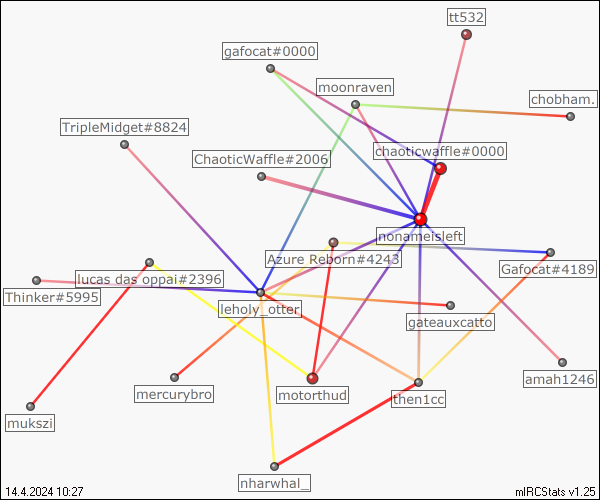 tt532
gafocat#0000
moonraven
chobham.
TripleMidget#8824
chaoticwaffle#0000
ChaoticWaffle#2006
nonameisleft
Azure Reborn#4243
Gafocat#4189
lucas das oppai#2396
Thinker#5995
leholy_otter
gateauxcatto
amah1246
mercurybro
motorthud
then1cc
mukszi
nharwhal_
14.4.2024 10:27
mIRCStats v1.25